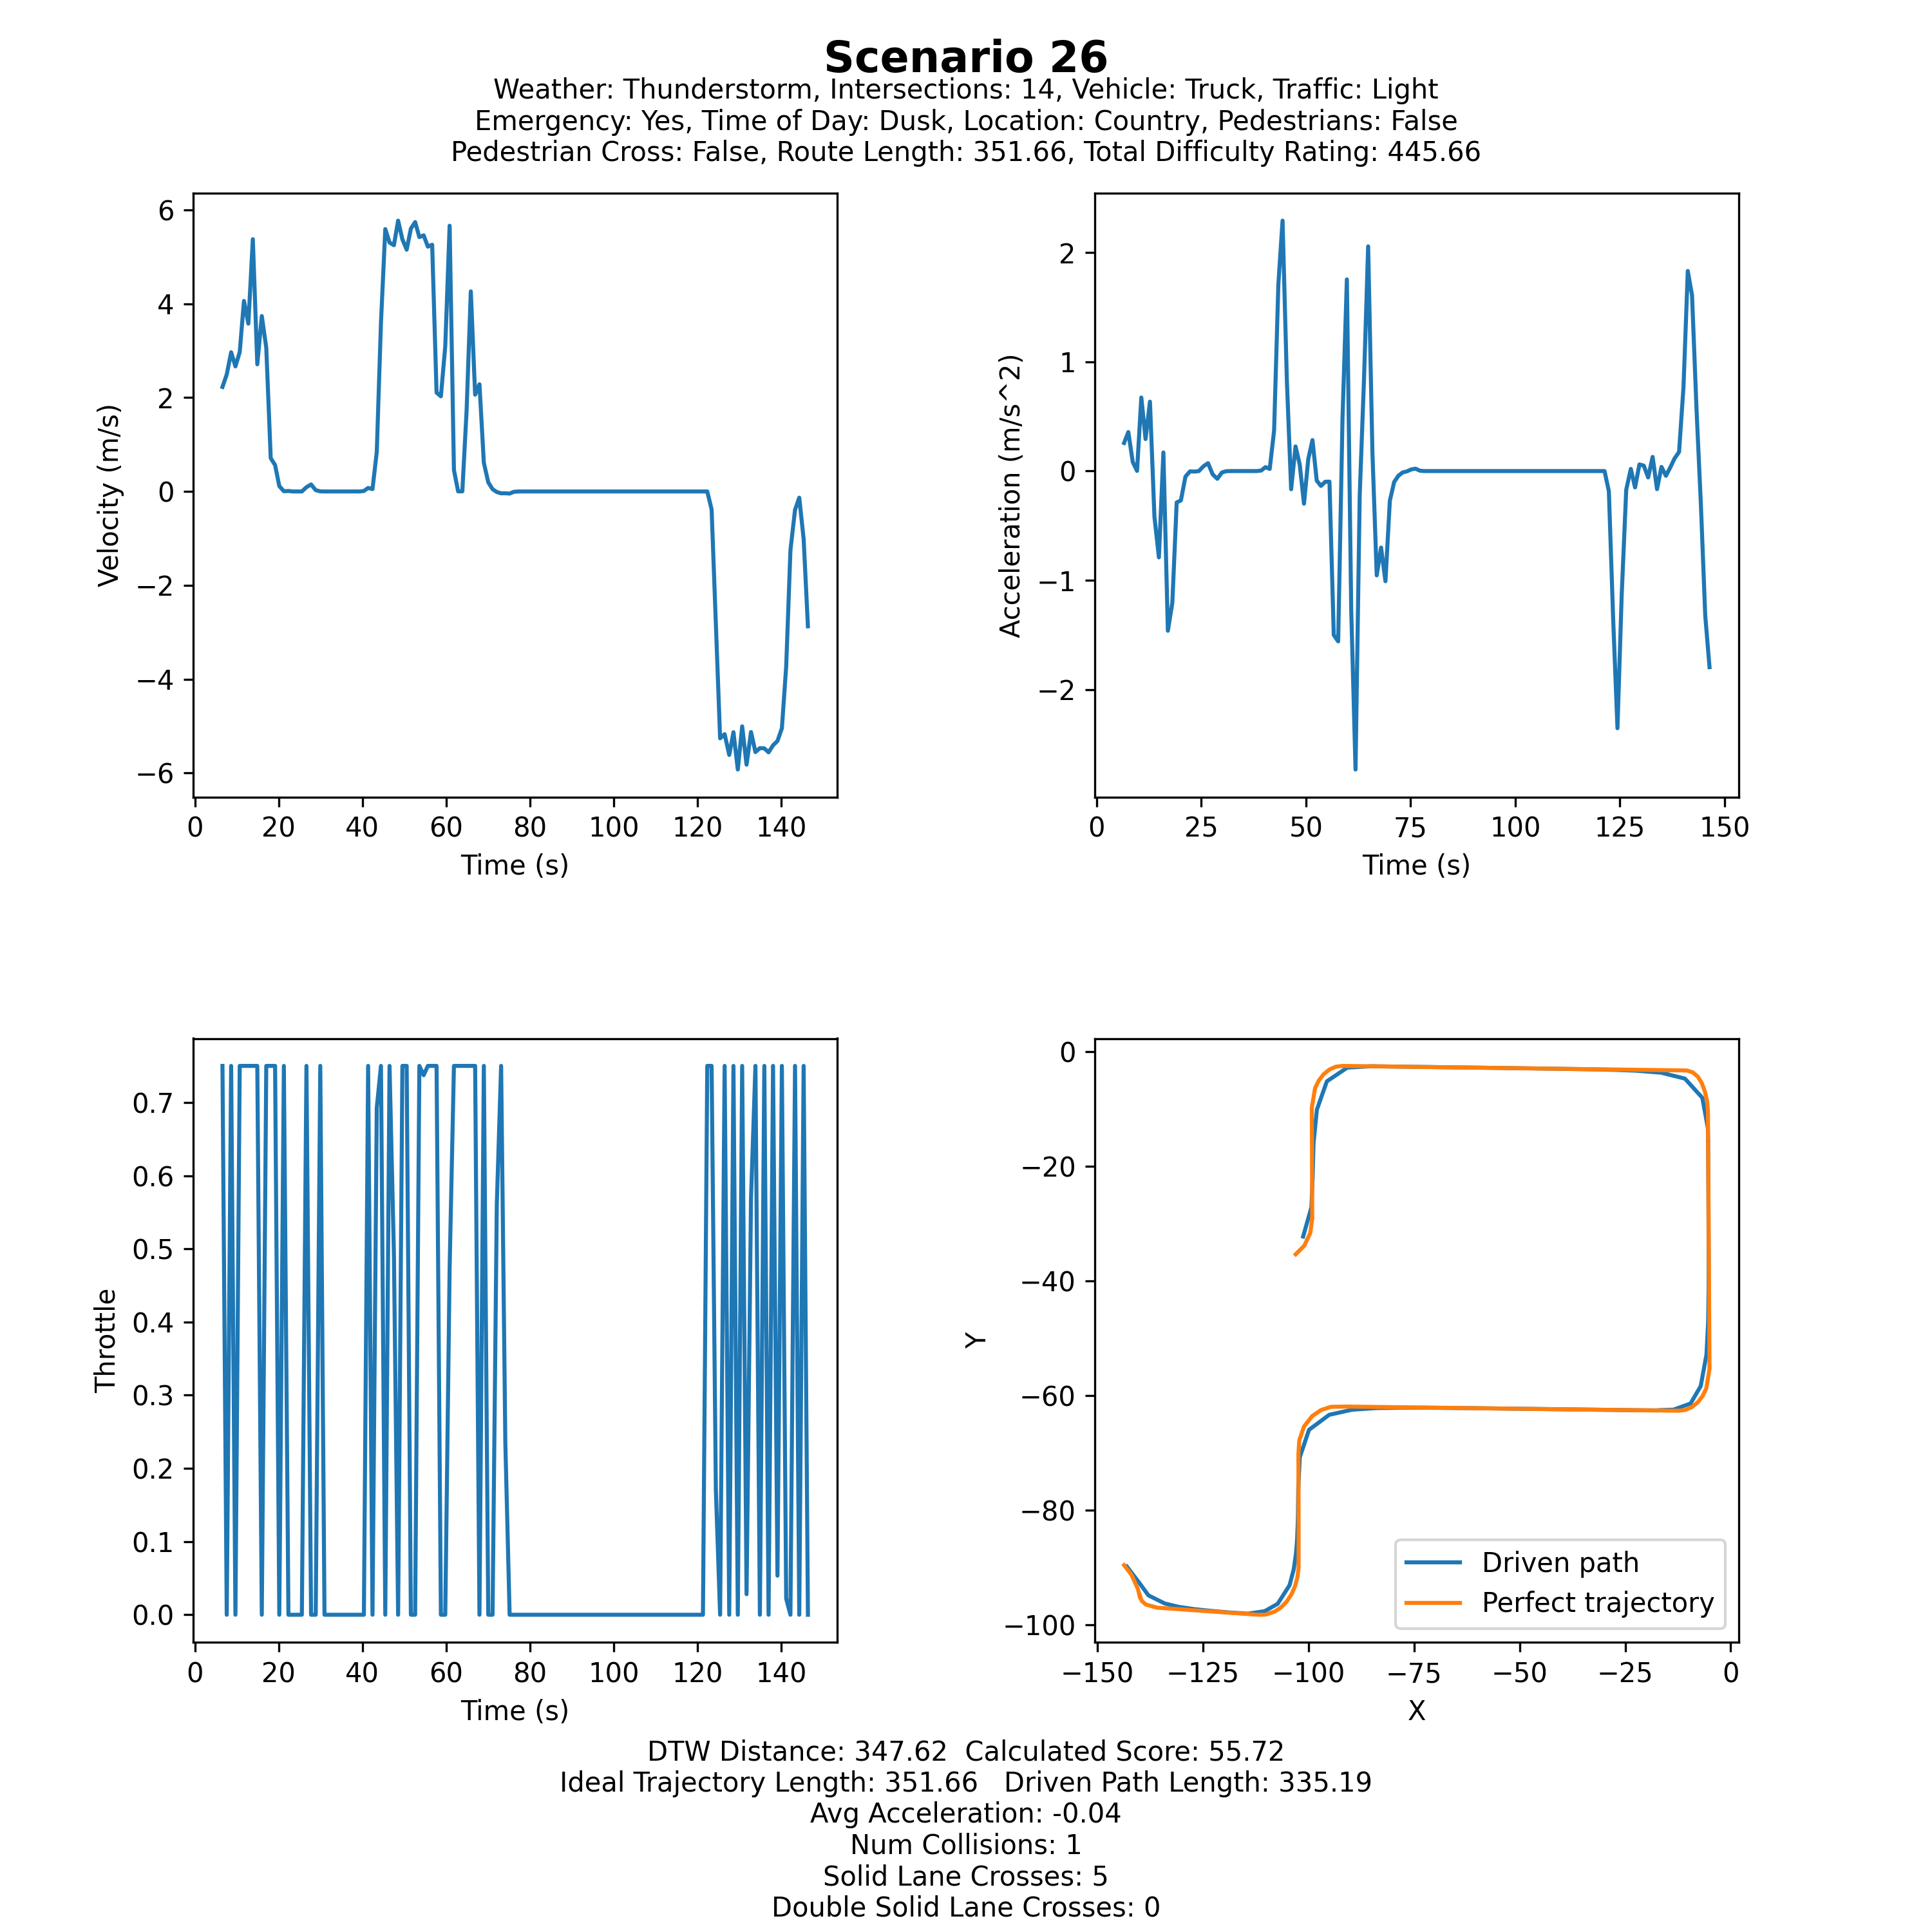 Scenario 26
Weather: Thunderstorm, Intersections: 14, Vehicle: Truck, Traffic: Light
Emergency: Yes, Time of Day: Dusk, Location: Country, Pedestrians: False
Pedestrian Cross: False, Route Length: 351.66, Total Difficulty Rating: 445.66
6
4
2
0
−2
−4
−6
Velocity (m/s)
0 20 40 60 80 100 120 140
Time (s)
2
1
0
−1
−2
Acceleration (m/s^2)
0 25 50 75 100 125 150
Time (s)
0.7
0.6
0.5
0.4
0.3
0.2
0.1
0.0
Throttle
0 20 40 60 80 100 120 140
Time (s)
0
−20
−40
−60
−80
−100
Y
Driven path
Perfect trajectory
−150 −125 −100 −75 −50 −25 0
X
DTW Distance: 347.62 Calculated Score: 55.72
Ideal Trajectory Length: 351.66 Driven Path Length: 335.19
Avg Acceleration: -0.04
Num Collisions: 1
Solid Lane Crosses: 5
Double Solid Lane Crosses: 0